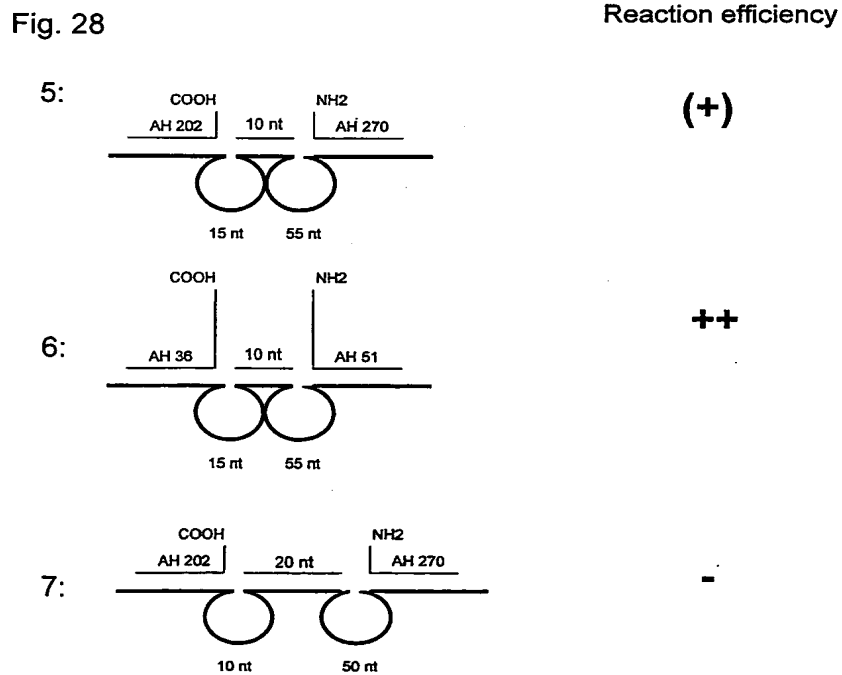 Fig. 28
Reaction efficiency
5:
COOH
NH2
(+)
AH 202
10 nt
AH 270
15 nt
55 nt
COOH
NH2
++
6:
AH 36
10 nt
AH 51
15 nt
55 nt
COOH
NH2
7:
AH 202
20 nt
AH 270
-
10 nt
50 nt